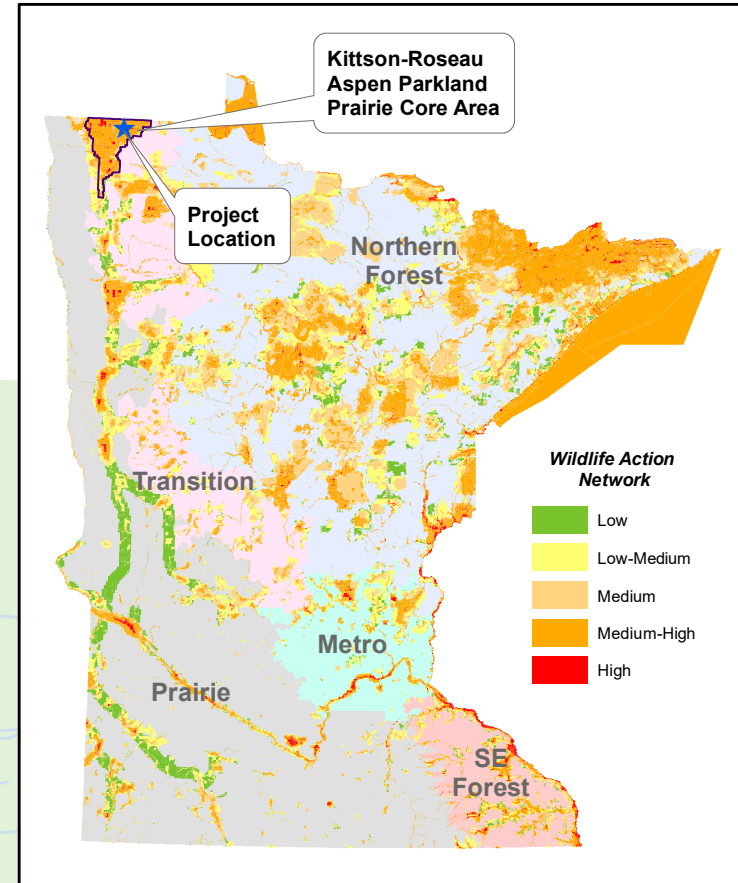 Kittson-Roseau
Aspen Parkland
Prairie Core Area
Project
Location
Northern
Forest
Wildlife Action
Network
Transition
Low
Low-Medium
Medium
Medium-High
High
Metro
Prairie
SE
Forest